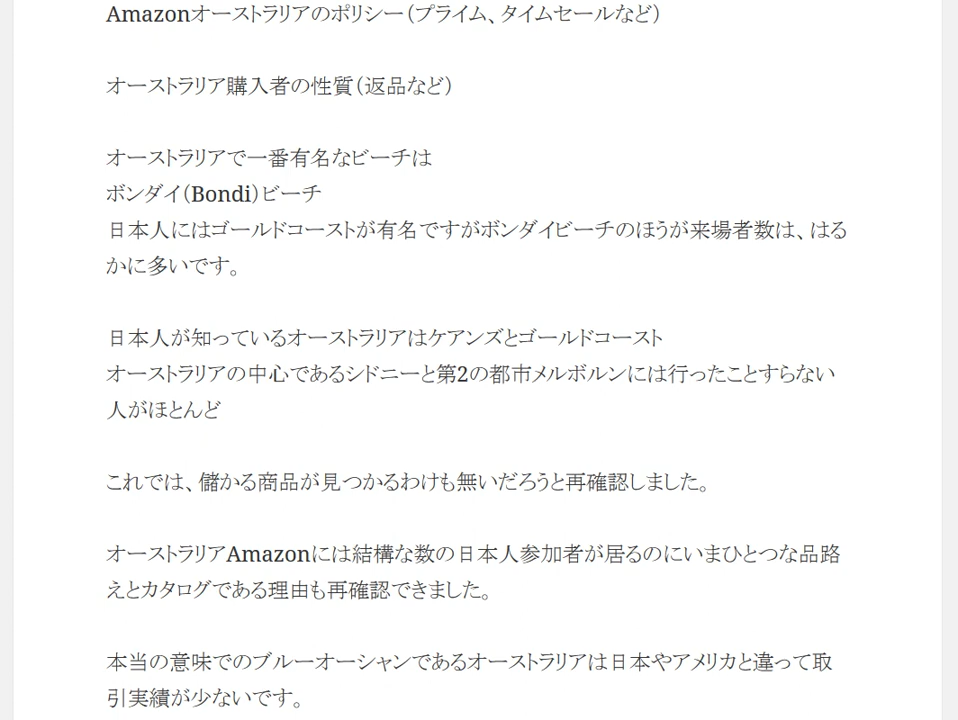 Amazonオーストラリアのポリシー（プライム、タイムセールなど）
オーストラリア購入者の性質（返品など）
オーストラリアで一番有名なビーチは
ボンダイ（Bondi）ビーチ
日本人にはゴールドコーストが有名ですがボンダイビーチのほうが来場者数は、はる
かに多いです。
日本人が知っているオーストラリアはケアンズとゴールドコースト
オーストラリアの中心であるシドニーと第2の都市メルボルンには行ったことすらない
人がほとんど
これでは、儲かる商品が見つかるわけも無いだろうと再確認しました。
オーストラリアAmazonには結構な数の日本人参加者が居るのにいまひとつな品路
えとカタログである理由も再確認できました。
本当の意味でのブルーオーシャンであるオーストラリアは日本やアメリカと違って取
引実績が少ないです。